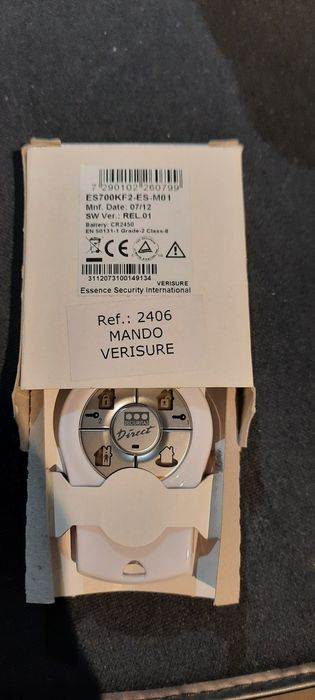 7 290102 260799
ES700KF2-ES-M01
Mnf. Date: 07/12
SW Ver.: REL.01
Battery: CR2450
EN 50131-1 Grade-2 Class-II
3112073100149134
VERISURE
Essence Security International
Ref.: 2406
MANDO
VERISURE
SECURITAS
Direct